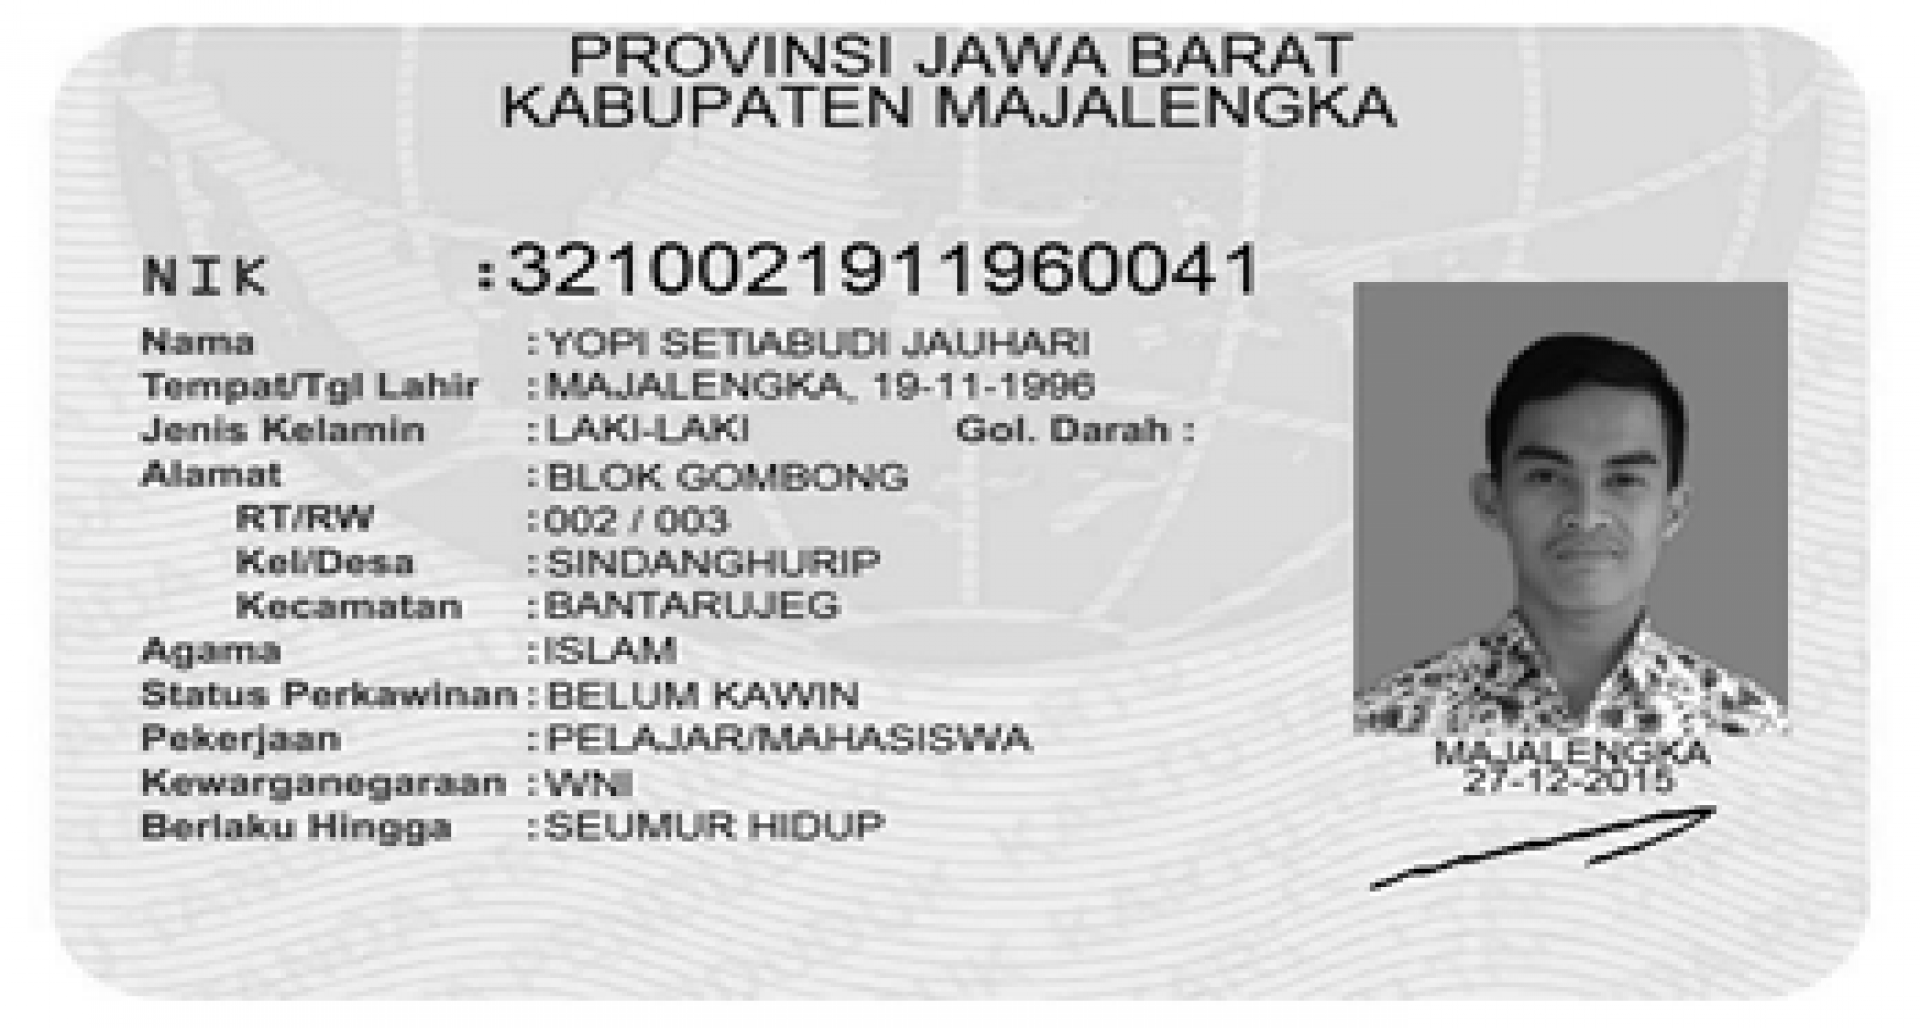 PROVINSI JAWA BARAT
KABUPATEN MAJALENGKA
NIK : 3210021911960041
Nama : YOPI SETIABUDI JAUHARI
Tempat/Tgl Lahir : MAJALENGKA, 19-11-1996
Jenis Kelamin : LAKI-LAKI Gol. Darah :
Alamat : BLOK GOMBONG
RT/RW : 002 / 003
Kel/Desa : SINDANGHURIP
Kecamatan : BANTARUJEG
Agama : ISLAM
Status Perkawinan : BELUM KAWIN
Pekerjaan : PELAJAR/MAHASISWA
Kewarganegaraan : WNI
Berlaku Hingga : SEUMUR HIDUP
MAJALENGKA
27-12-2015